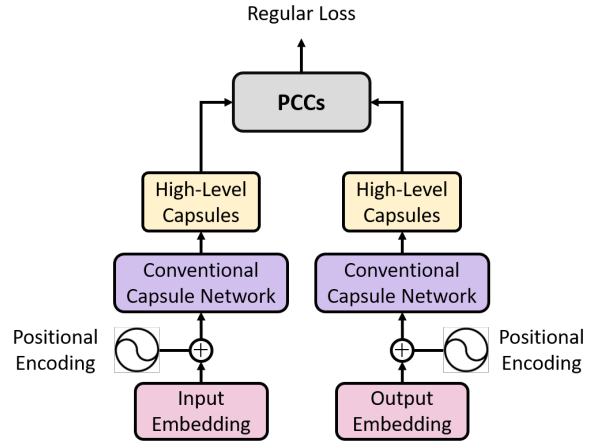 Regular Loss
PCCs
High-Level
Capsules
High-Level
Capsules
Conventional
Capsule Network
Conventional
Capsule Network
Positional
Encoding
Positional
Encoding
Input
Embedding
Output
Embedding